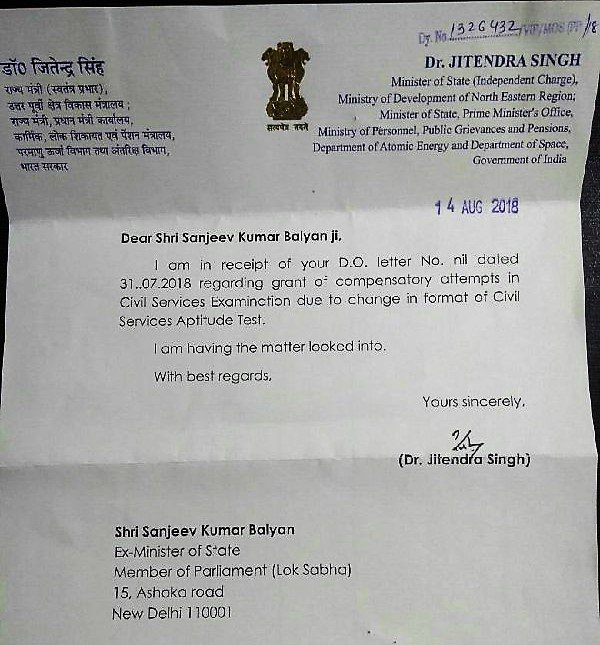 Dy. No. 1326432/VIP/MOS(PP)/18
डॉ0 जितेन्द्र सिंह
राज्य मंत्री (स्वतंत्र प्रभार),
उत्तर पूर्वी क्षेत्र विकास मंत्रालय ;
राज्य मंत्री, प्रधान मंत्री कार्यालय,
कार्मिक, लोक शिकायत एवं पेंशन मंत्रालय,
परमाणु ऊर्जा विभाग तथा अंतरिक्ष विभाग,
भारत सरकार
सत्यमेव जयते
Dr. JITENDRA SINGH
Minister of State (Independent Charge),
Ministry of Development of North Eastern Region;
Minister of State, Prime Minister's Office,
Ministry of Personnel, Public Grievances and Pensions,
Department of Atomic Energy and Department of Space,
Government of India
14 AUG 2018
Dear Shri Sanjeev Kumar Balyan ji,
I am in receipt of your D.O. letter No. nil dated
31..07.2018 regarding grant of compensatory attempts in
Civil Services Examinction due to change in format of Civil
Services Aptitude Test.
I am having the matter looked into.
With best regards,
Yours sincerely,
(Dr. Jitendra Singh)
Shri Sanjeev Kumar Balyan
Ex-Minister of State
Member of Parliament (Lok Sabha)
15, Ashoka road
New Delhi 110001